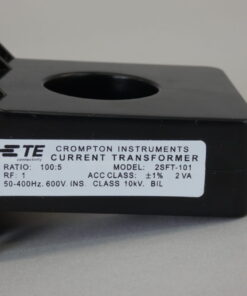 TE
connectivity
CROMPTON INSTRUMENTS
CURRENT TRANSFORMER
RATIO: 100:5 MODEL: 2SFT-101
RF: 1 ACC CLASS: ±1% 2 VA
50-400Hz. 600V. INS. CLASS 10kV. BIL